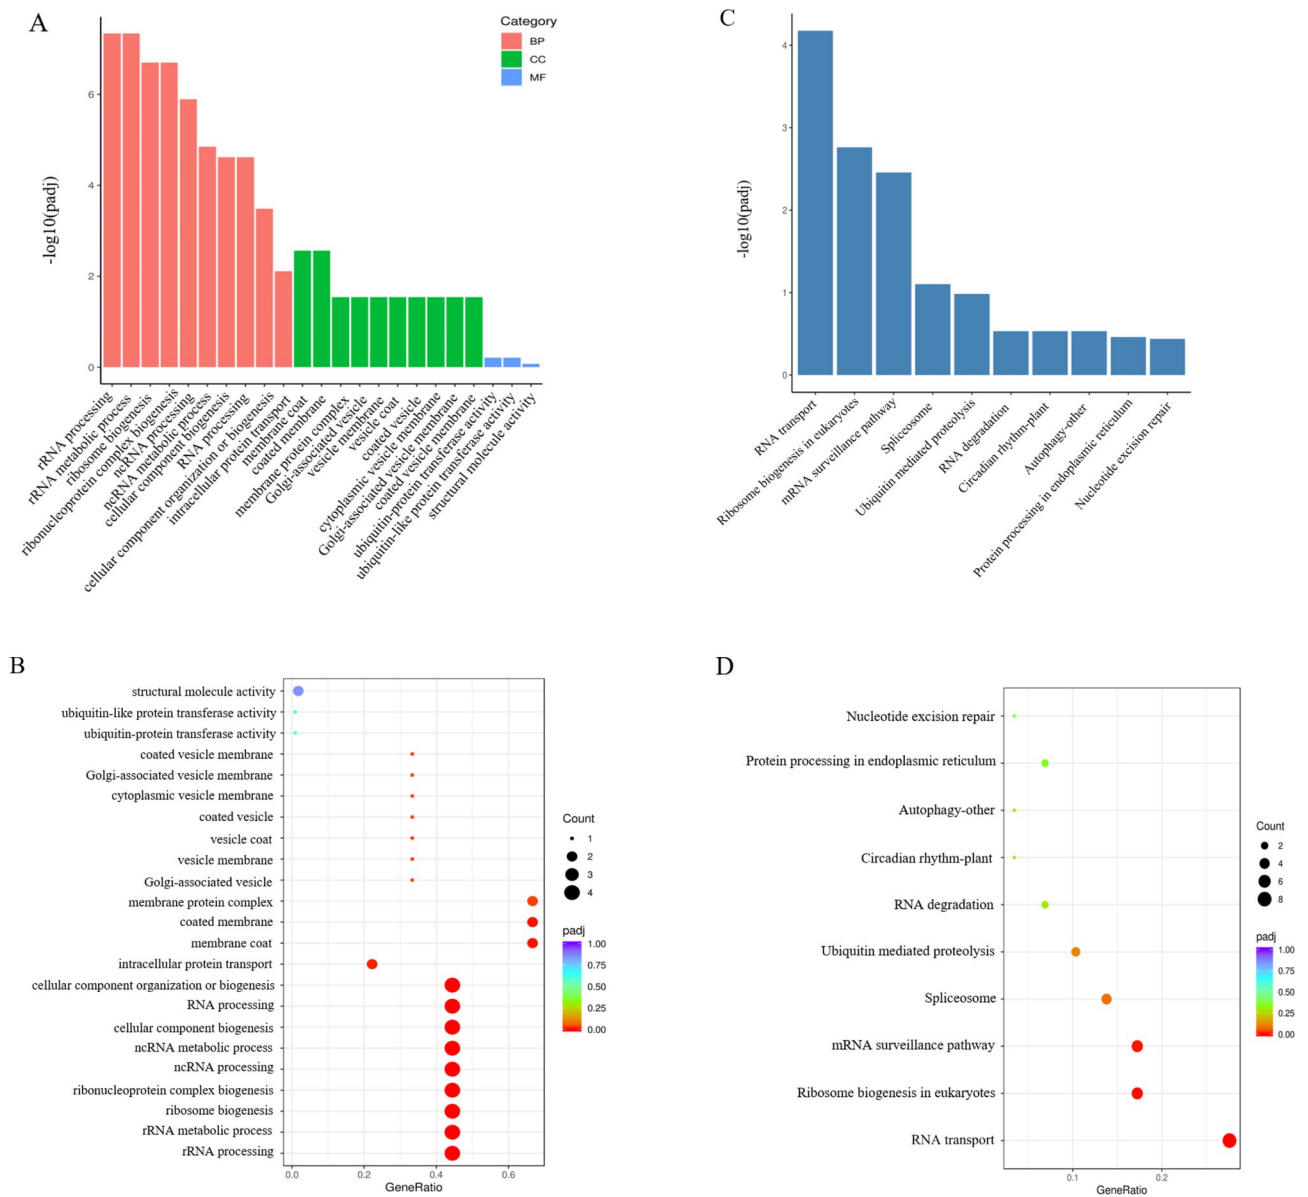 A
Category
BP
CC
MF
-log10(padj)
6
4
2
0
rRNA processing
rRNA metabolic process
ribosome biogenesis
ribonucleoprotein complex biogenesis
ncRNA processing
ncRNA metabolic process
cellular component biogenesis
RNA processing
cellular component organization or biogenesis
intracellular protein transport
membrane coat
coated membrane
membrane protein complex
Golgi-associated vesicle
vesicle membrane
vesicle coat
coated vesicle
cytoplasmic vesicle membrane
Golgi-associated vesicle membrane
coated vesicle membrane
ubiquitin-protein transferase activity
ubiquitin-like protein transferase activity
structural molecule activity
C
-log10(padj)
4
3
2
1
0
RNA transport
Ribosome biogenesis in eukaryotes
mRNA surveillance pathway
Spliceosome
Ubiquitin mediated proteolysis
RNA degradation
Circadian rhythm-plant
Autophagy-other
Protein processing in endoplasmic reticulum
Nucleotide excision repair
B
structural molecule activity
ubiquitin-like protein transferase activity
ubiquitin-protein transferase activity
coated vesicle membrane
Golgi-associated vesicle membrane
cytoplasmic vesicle membrane
coated vesicle
vesicle coat
vesicle membrane
Golgi-associated vesicle
membrane protein complex
coated membrane
membrane coat
intracellular protein transport
cellular component organization or biogenesis
RNA processing
cellular component biogenesis
ncRNA metabolic process
ncRNA processing
ribonucleoprotein complex biogenesis
ribosome biogenesis
rRNA metabolic process
rRNA processing
0.0 0.2 0.4 0.6
GeneRatio
Count
1
2
3
4
padj
1.00
0.75
0.50
0.25
0.00
D
Nucleotide excision repair
Protein processing in endoplasmic reticulum
Autophagy-other
Circadian rhythm-plant
RNA degradation
Ubiquitin mediated proteolysis
Spliceosome
mRNA surveillance pathway
Ribosome biogenesis in eukaryotes
RNA transport
0.1 0.2
GeneRatio
Count
2
4
6
8
padj
1.00
0.75
0.50
0.25
0.00